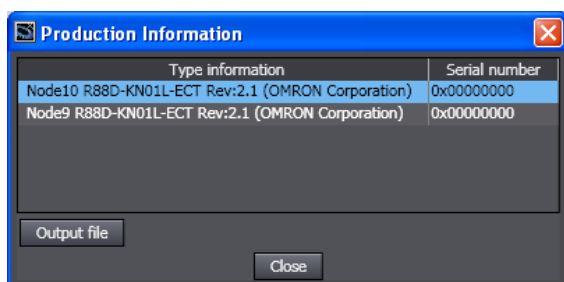 Production Information
Type information Serial number
Node10 R88D-KN01L-ECT Rev:2.1 (OMRON Corporation) 0x00000000
Node9 R88D-KN01L-ECT Rev:2.1 (OMRON Corporation) 0x00000000
Output file
Close